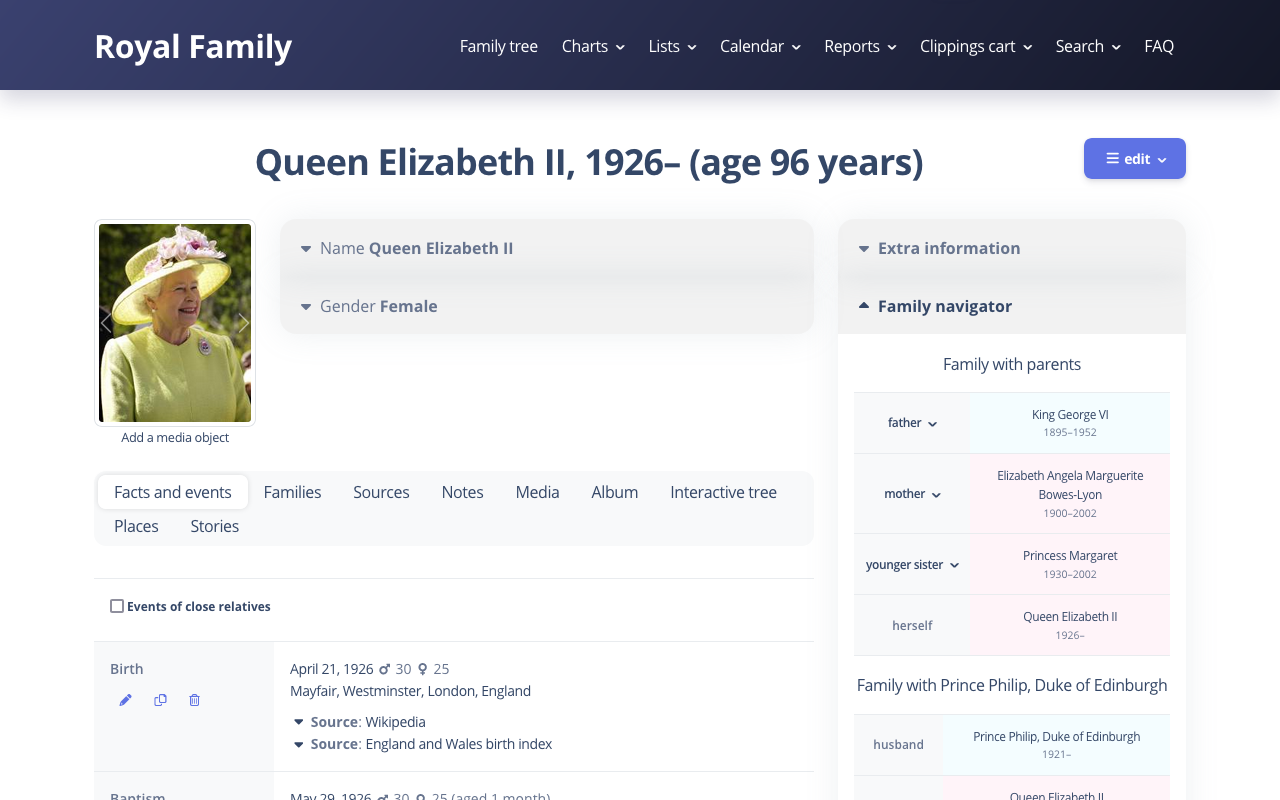 Royal Family
Family tree
Charts
Lists
Calendar
Reports
Clippings cart
Search
FAQ
Queen Elizabeth II, 1926– (age 96 years)
edit
Add a media object
Name Queen Elizabeth II
Gender Female
Facts and events
Families
Sources
Notes
Media
Album
Interactive tree
Places
Stories
Events of close relatives
Birth
April 21, 1926 ♂ 30 ♀ 25
Mayfair, Westminster, London, England
Source: Wikipedia
Source: England and Wales birth index
Baptism
May 29, 1926 ♂ 30 ♀ 25 (aged 1 month)
Extra information
Family navigator
Family with parents
father
King George VI
1895–1952
mother
Elizabeth Angela Marguerite
Bowes-Lyon
1900–2002
younger sister
Princess Margaret
1930–2002
herself
Queen Elizabeth II
1926–
Family with Prince Philip, Duke of Edinburgh
husband
Prince Philip, Duke of Edinburgh
1921–
Queen Elizabeth II